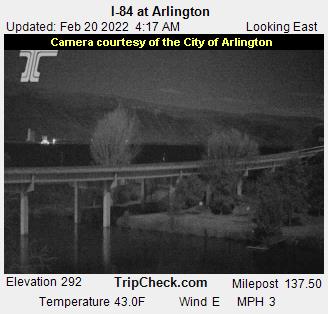 I-84 at Arlington
Updated: Feb 20 2022 4:17 AM Looking East
Camera courtesy of the City of Arlington
Elevation 292 TripCheck.com Milepost 137.50
Temperature 43.0F Wind E MPH 3